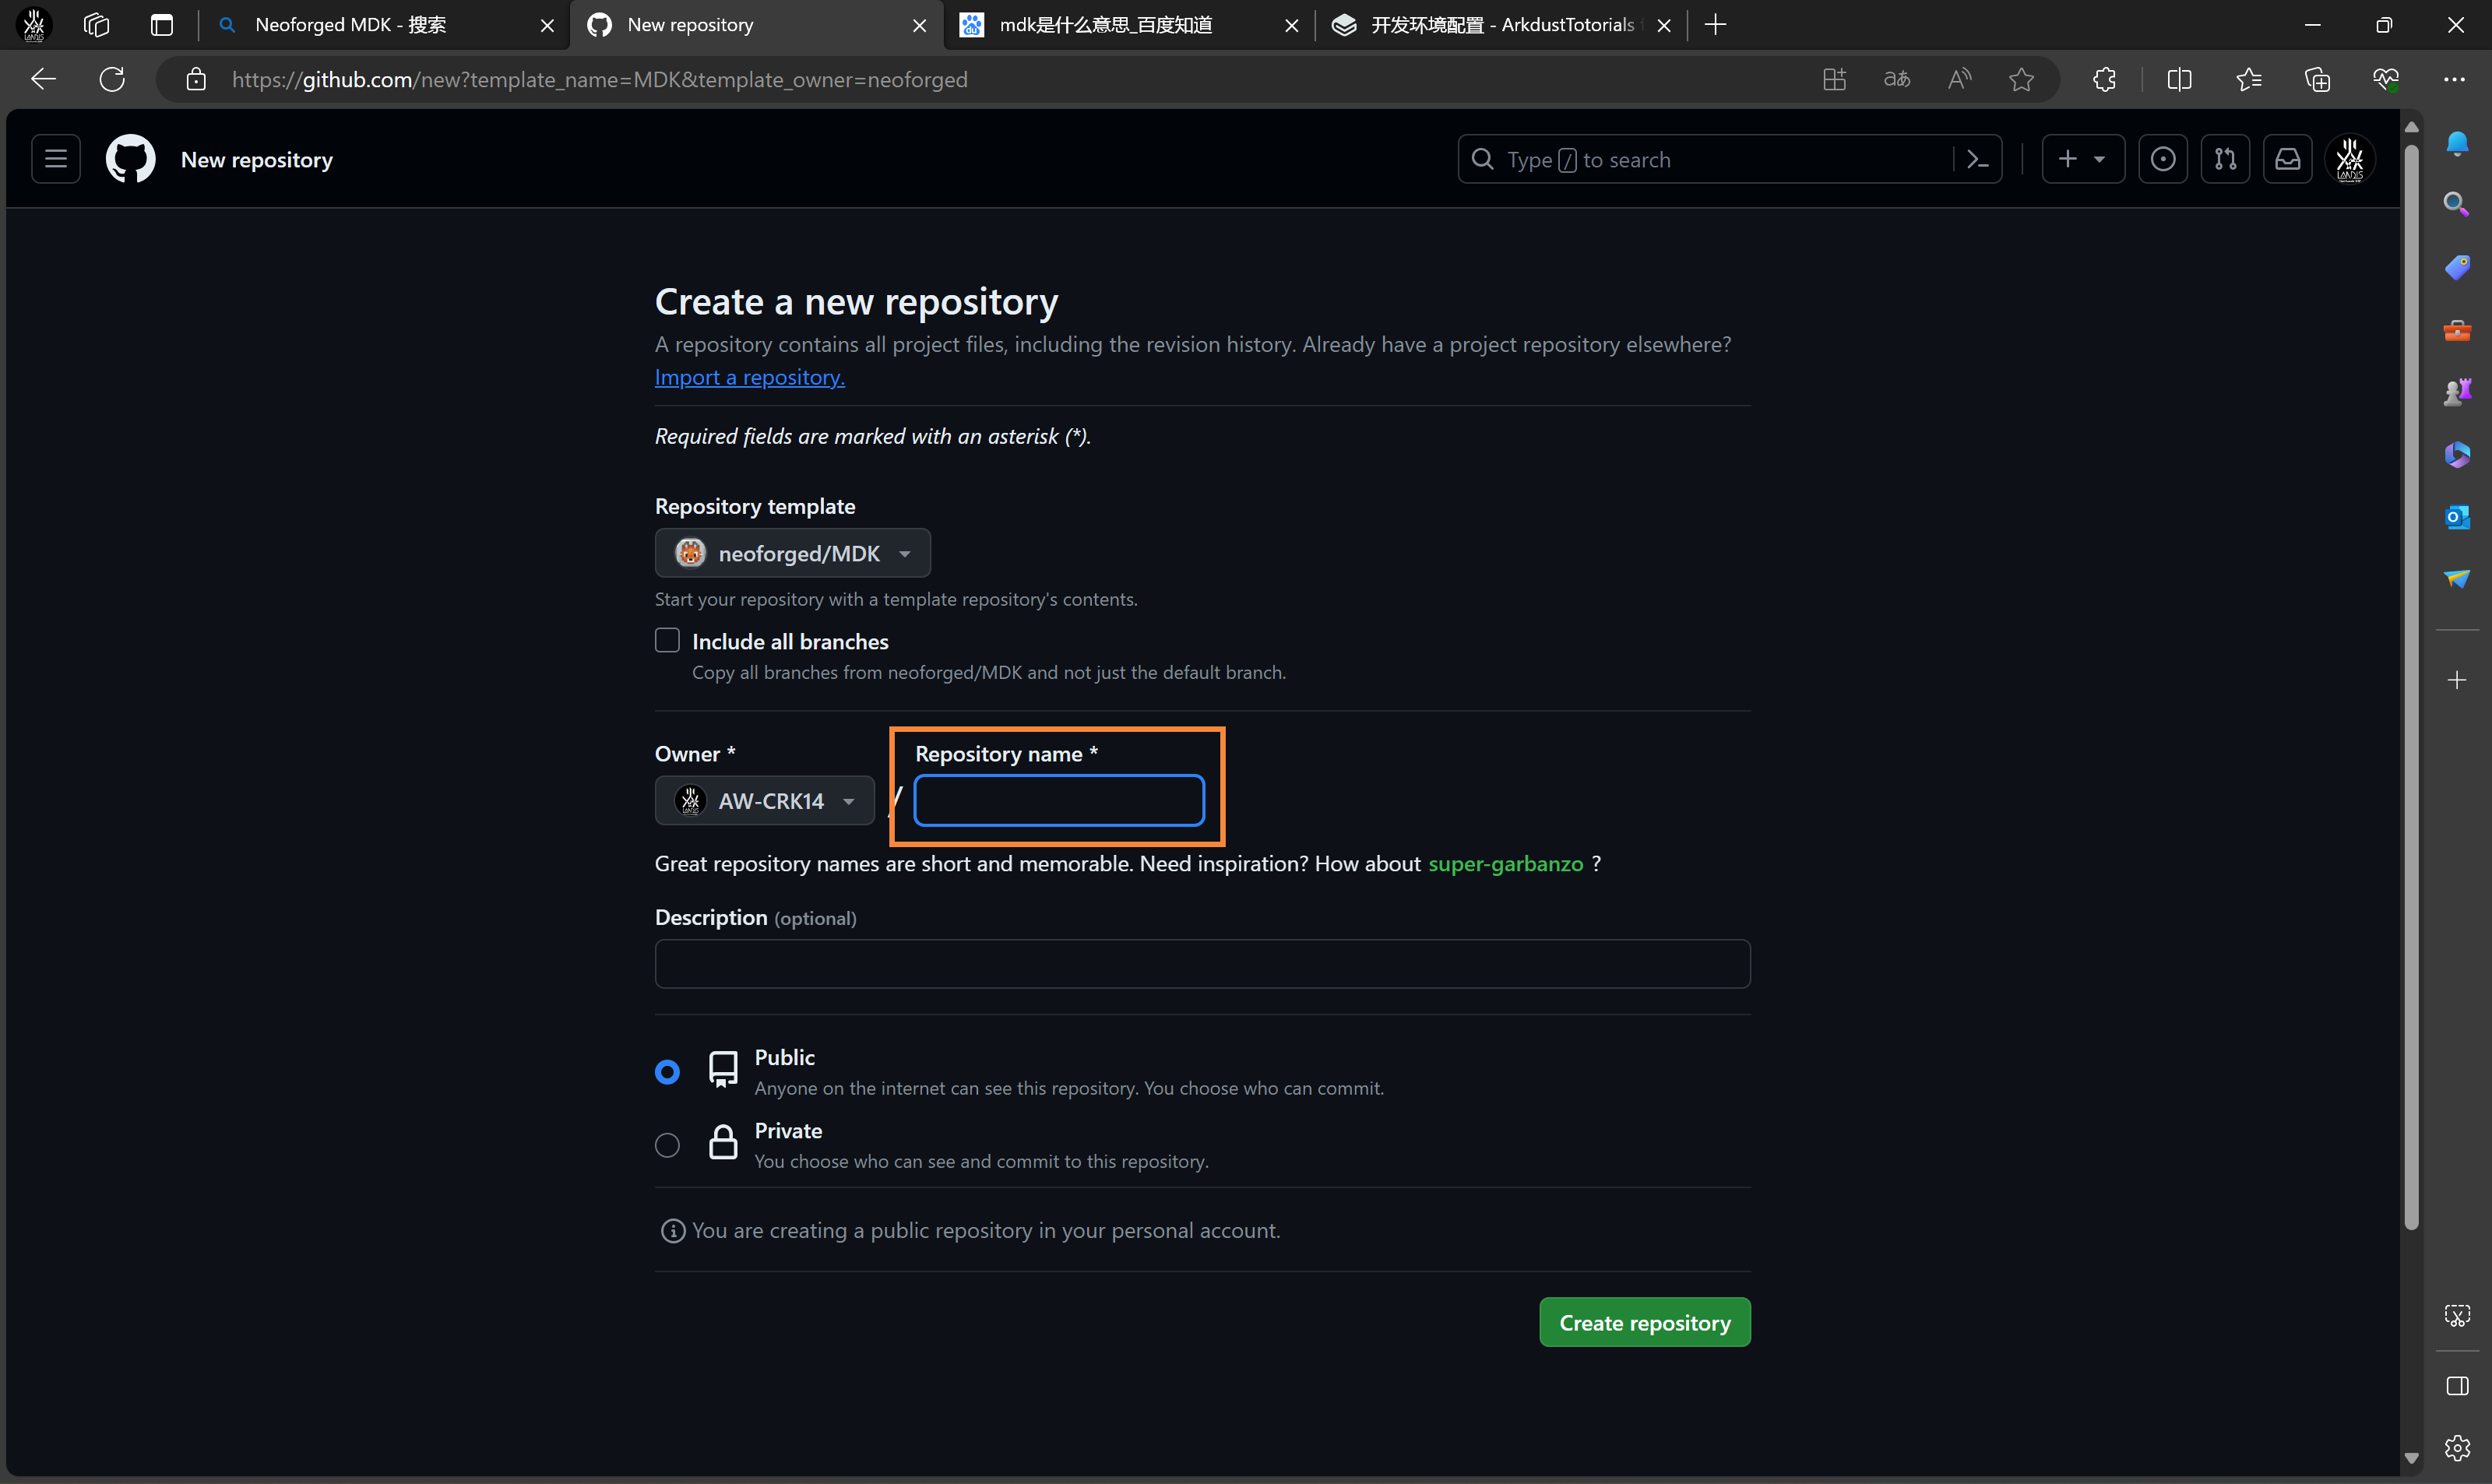 Neoforged MDK - 搜索
New repository
mdk是什么意思_百度知道
开发环境配置 - ArkdustTotorials
https://github.com/new?template_name=MDK&template_owner=neoforged
New repository
Type / to search
Create a new repository
A repository contains all project files, including the revision history. Already have a project repository elsewhere?
Import a repository.
Required fields are marked with an asterisk (*).
Repository template
neoforged/MDK
Start your repository with a template repository's contents.
Include all branches
Copy all branches from neoforged/MDK and not just the default branch.
Owner *
Repository name *
AW-CRK14
/
Great repository names are short and memorable. Need inspiration? How about super-garbanzo ?
Description (optional)
Public
Anyone on the internet can see this repository. You choose who can commit.
Private
You choose who can see and commit to this repository.
You are creating a public repository in your personal account.
Create repository